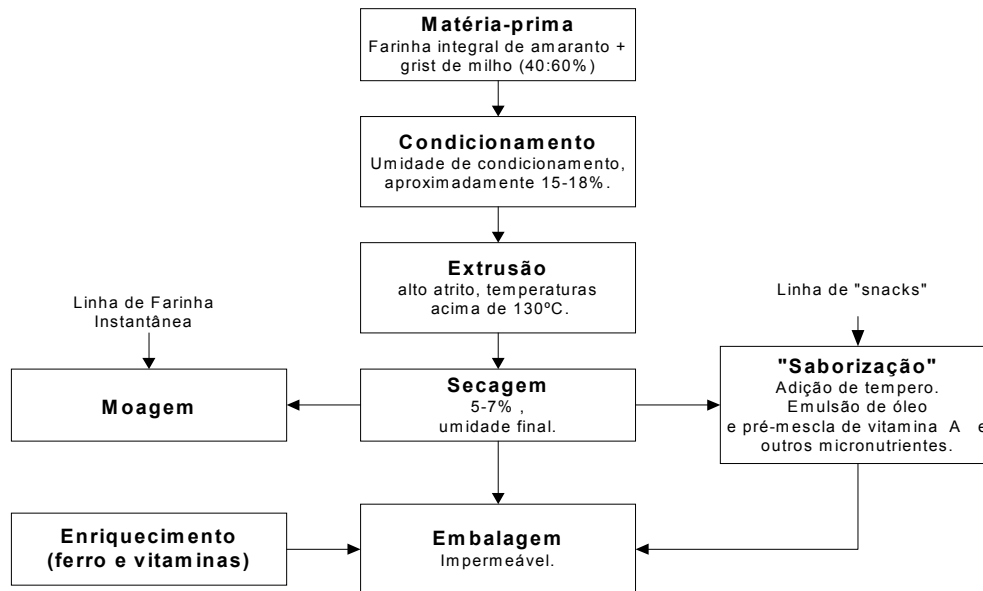 Matéria-prima
Farinha integral de amaranto +
grist de milho (40:60%)
Condicionamento
Umidade de condicionamento,
aproximadamente 15-18%.
Extrusão
alto atrito, temperaturas
acima de 130ºC.
Linha de Farinha
Instantânea
Linha de "snacks"
Moagem
Secagem
5-7% ,
umidade final.
"Saborização"
Adição de tempero.
Emulsão de óleo
e pré-mescla de vitamina A e
outros micronutrientes.
Enriquecimento
(ferro e vitaminas)
Embalagem
Impermeável.